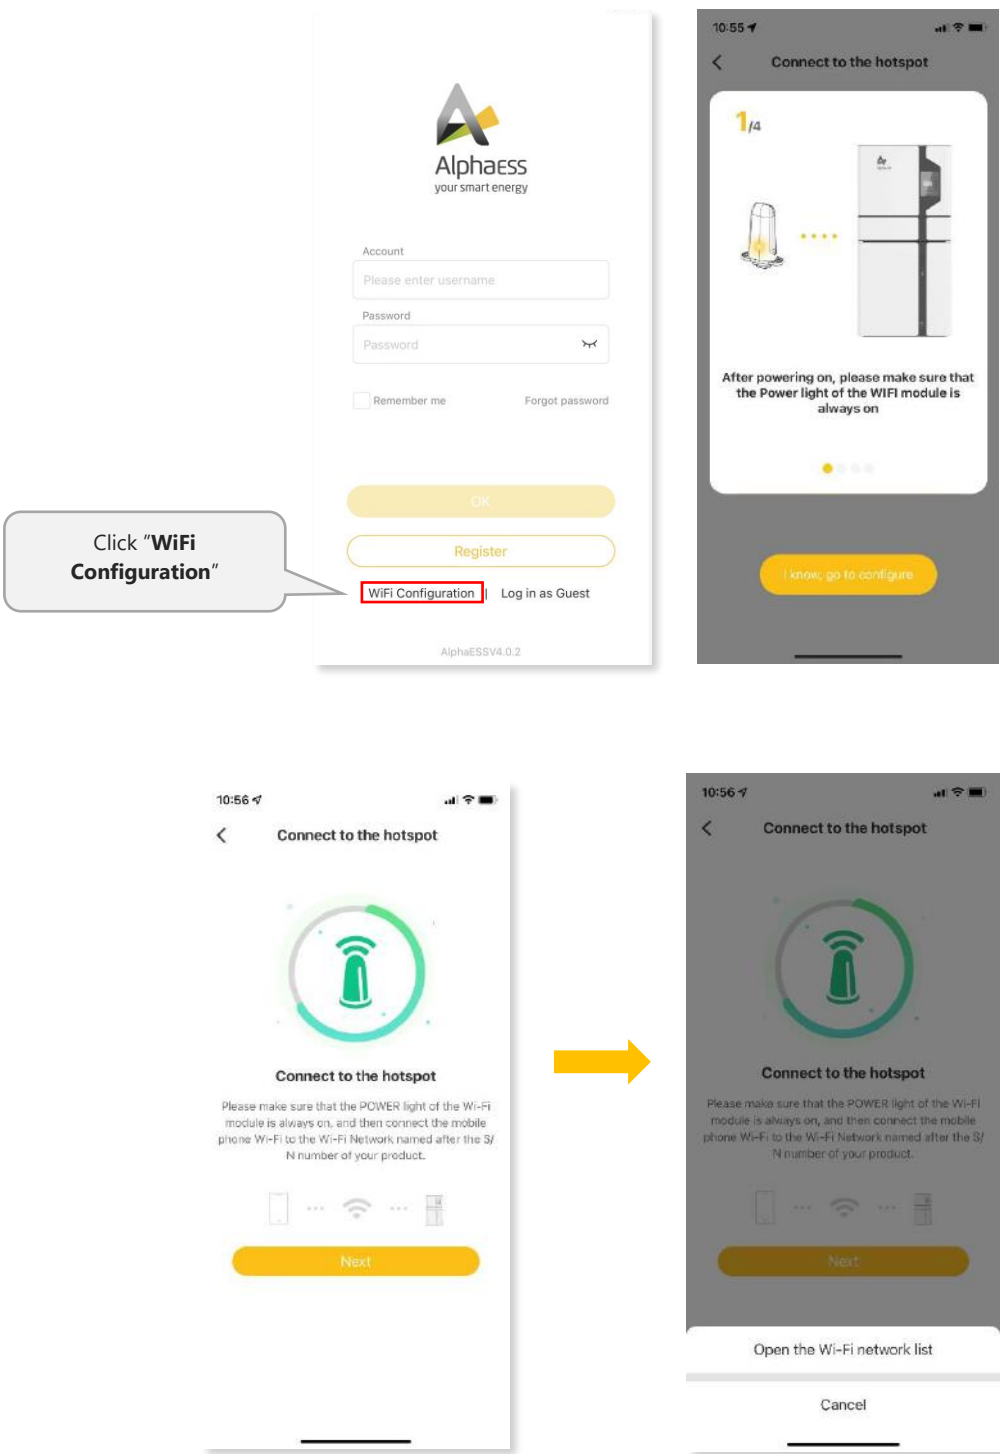 AlphaESS
your smart energy
Account
Please enter username
Password
Password
Remember me
Forgot password
OK
Register
WiFi Configuration | Log in as Guest
AlphaESSV4.0.2
Click "WiFi
Configuration"
10:55
Connect to the hotspot
1/4
After powering on, please make sure that
the Power light of the WIFI module is
always on
I know, go to configure
10:56
Connect to the hotspot
Connect to the hotspot
Please make sure that the POWER light of the Wi-Fi
module is always on, and then connect the mobile
phone Wi-Fi to the Wi-Fi Network named after the S/
N number of your product.
Next
10:56
Connect to the hotspot
Connect to the hotspot
Please make sure that the POWER light of the Wi-Fi
module is always on, and then connect the mobile
phone Wi-Fi to the Wi-Fi Network named after the S/
N number of your product.
Next
Open the Wi-Fi network list
Cancel